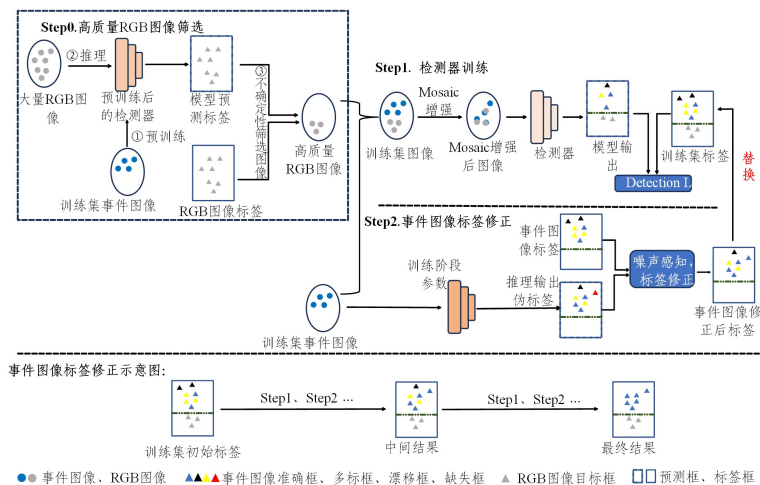 Step0.高质量RGB图像筛选
②推理
大量RGB图
像
预训练后
的检测器
模型预
测标签
③不确定性筛选图像
①预训练
训练集事件图像
RGB图像标签
高质量
RGB图像
Step1. 检测器训练
训练集图像
Mosaic
增强
Mosaic增强
后图像
检测器
模型输
出
训练集标签
Detection L
替换
Step2.事件图像标签修正
事件图
像标签
训练集事件图像
训练阶段
参数
推理输出
伪标签
噪声感知，
标签修正
事件图像修
正后标签
事件图像标签修正示意图:
训练集初始标签
Step1、Step2 ...
中间结果
Step1、Step2 ...
最终结果
事件图像、RGB图像
事件图像准确框、多标框、漂移框、缺失框
RGB图像目标框
预测框、标签框